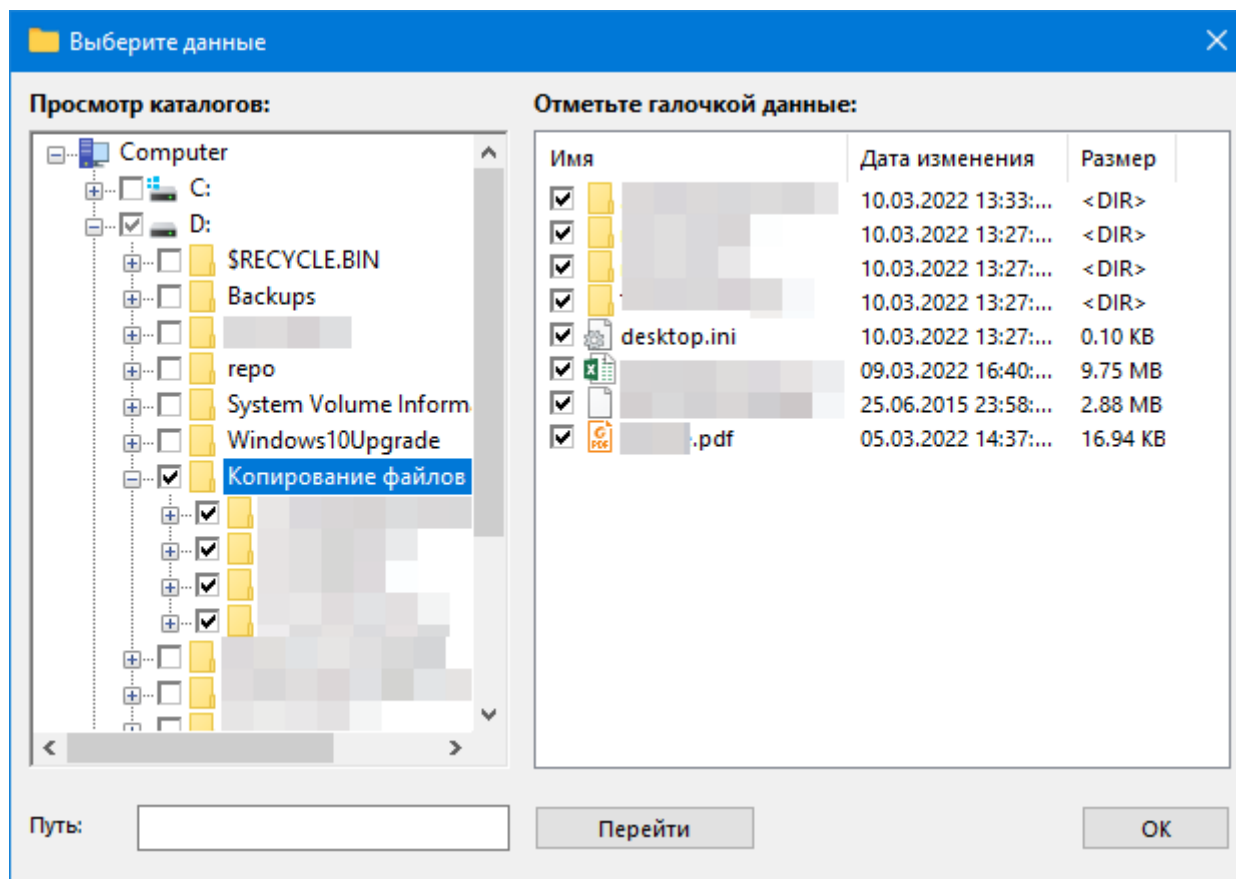 Выберите данные
Просмотр каталогов:
Computer
C:
D:
$RECYCLE.BIN
Backups
repo
System Volume Inform
Windows10Upgrade
Копирование файлов
Отметьте галочкой данные:
Имя Дата изменения Размер
10.03.2022 13:33:... <DIR>
10.03.2022 13:27:... <DIR>
10.03.2022 13:27:... <DIR>
10.03.2022 13:27:... <DIR>
desktop.ini 10.03.2022 13:27:... 0.10 KB
09.03.2022 16:40:... 9.75 MB
25.06.2015 23:58:... 2.88 MB
.pdf 05.03.2022 14:37:... 16.94 KB
Путь: Перейти OK